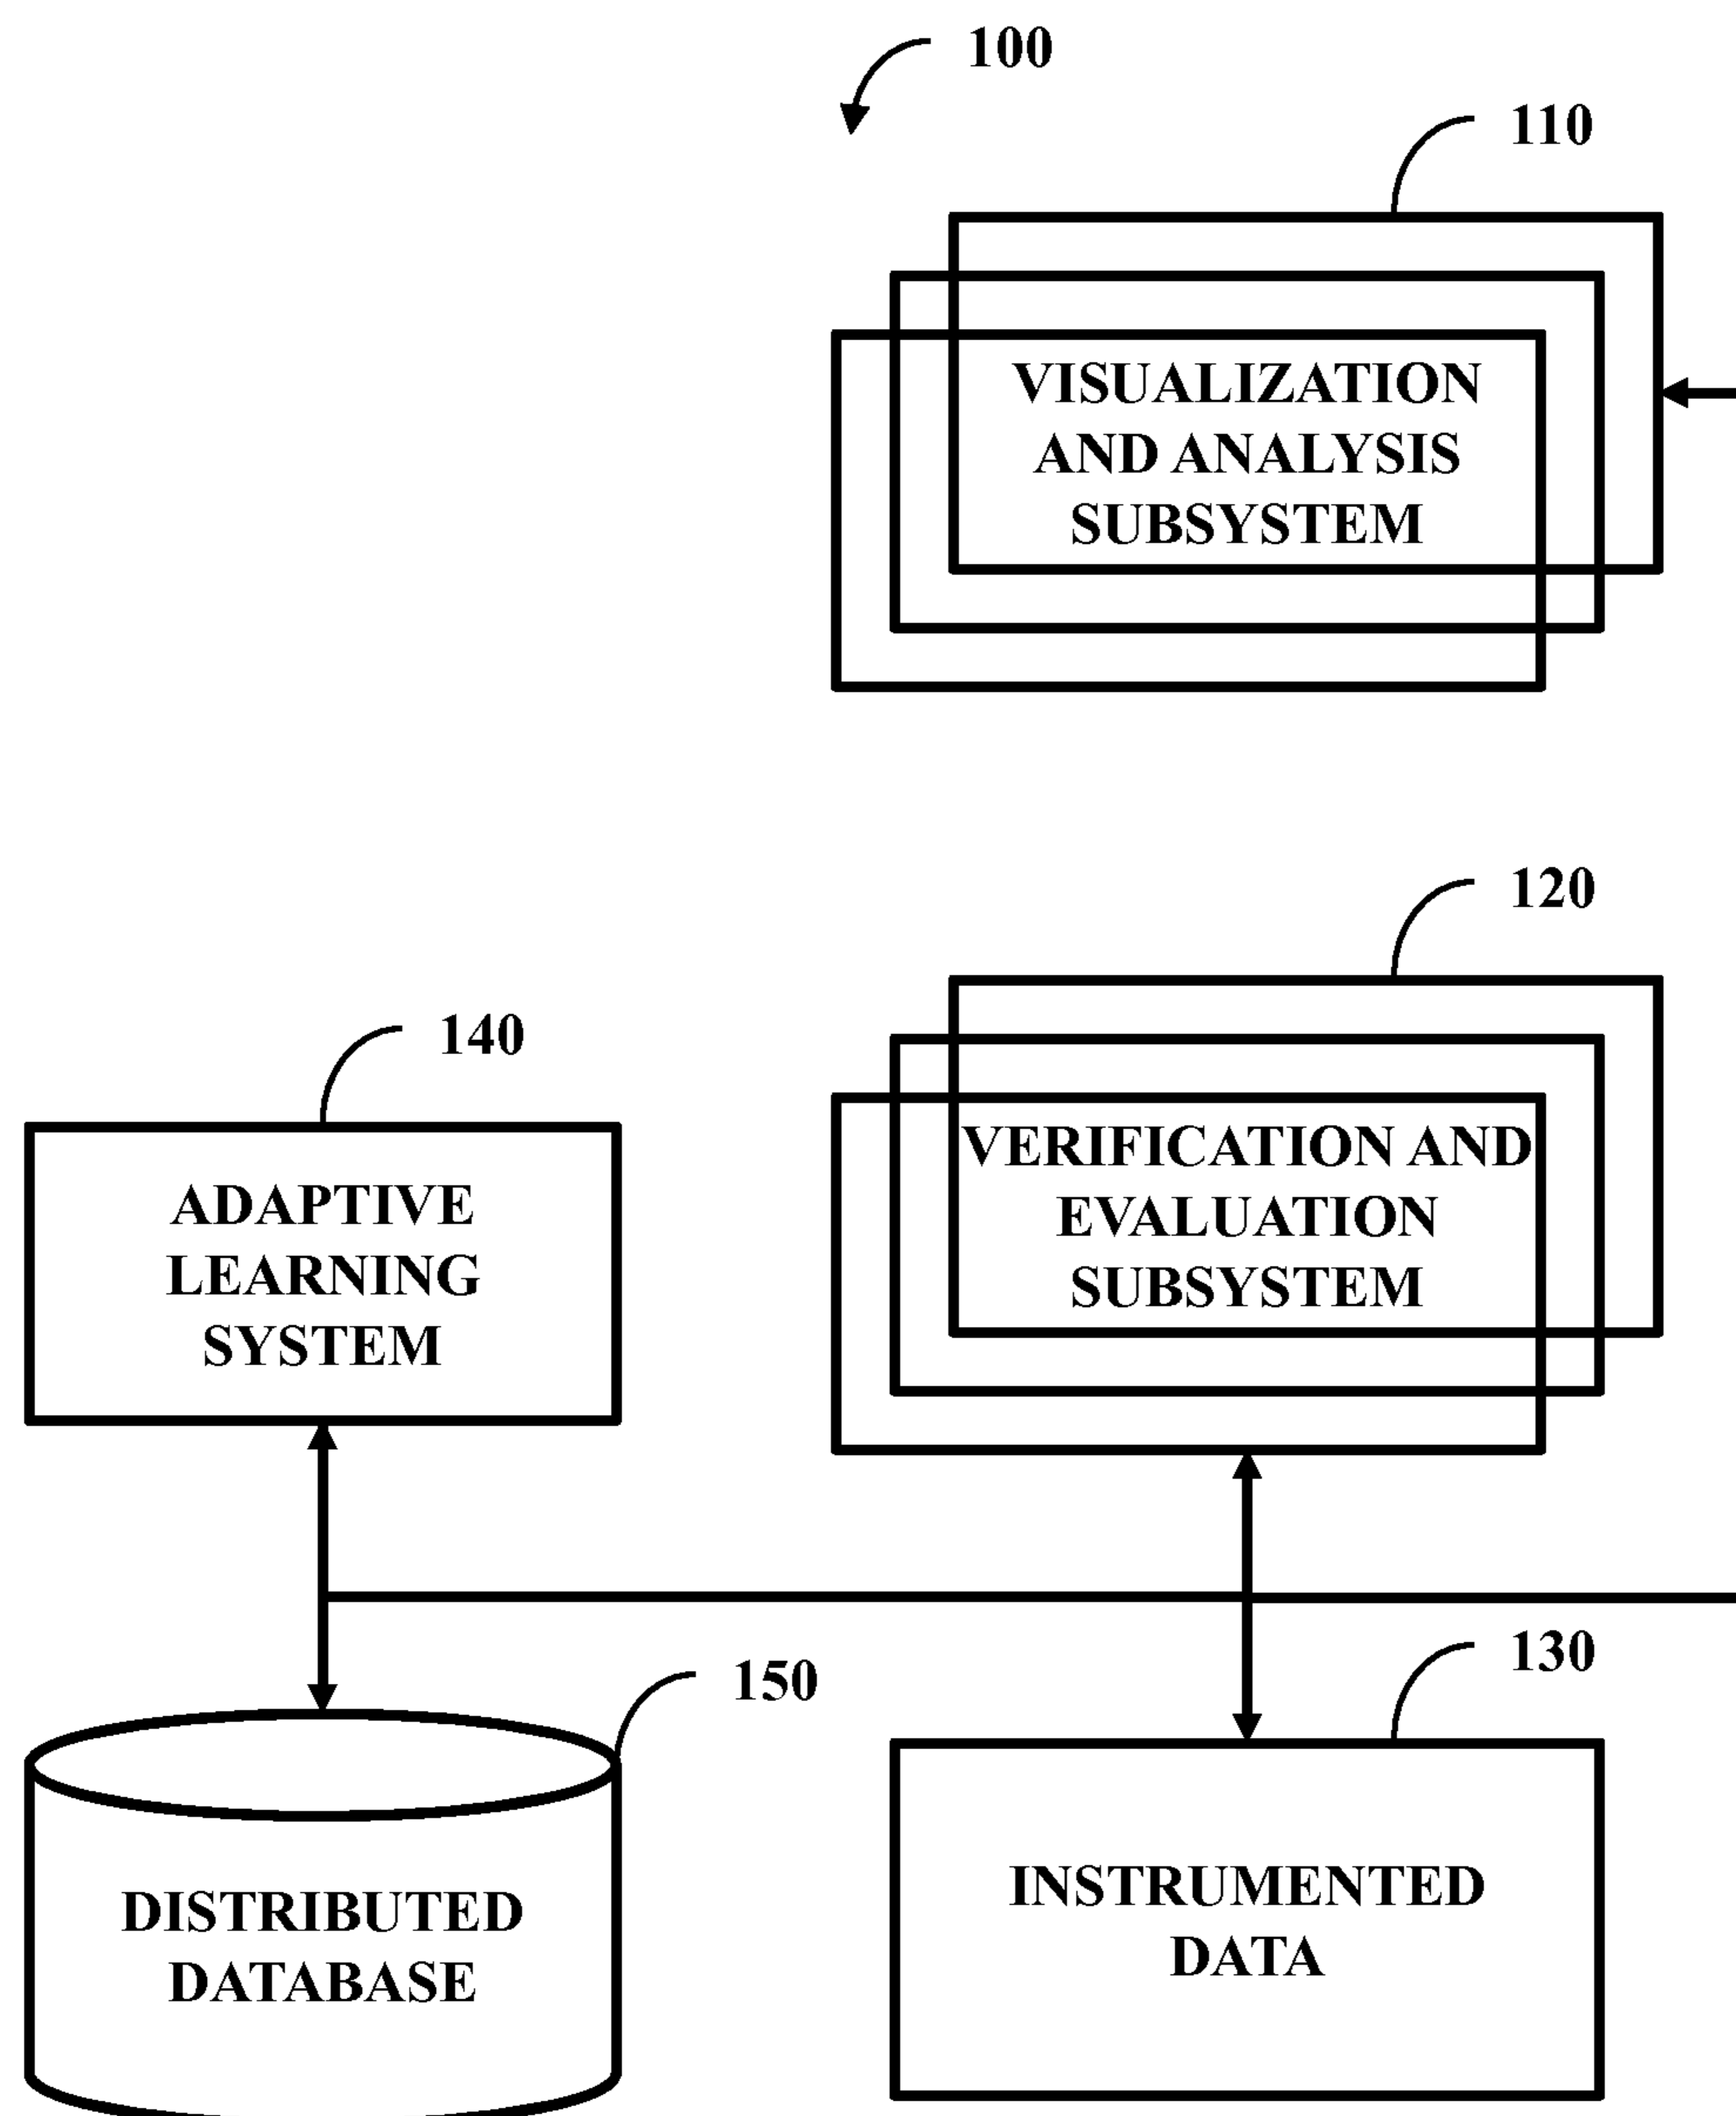 100
110
VISUALIZATION
AND ANALYSIS
SUBSYSTEM
120
VERIFICATION AND
EVALUATION
SUBSYSTEM
140
ADAPTIVE
LEARNING
SYSTEM
150
DISTRIBUTED
DATABASE
130
INSTRUMENTED
DATA